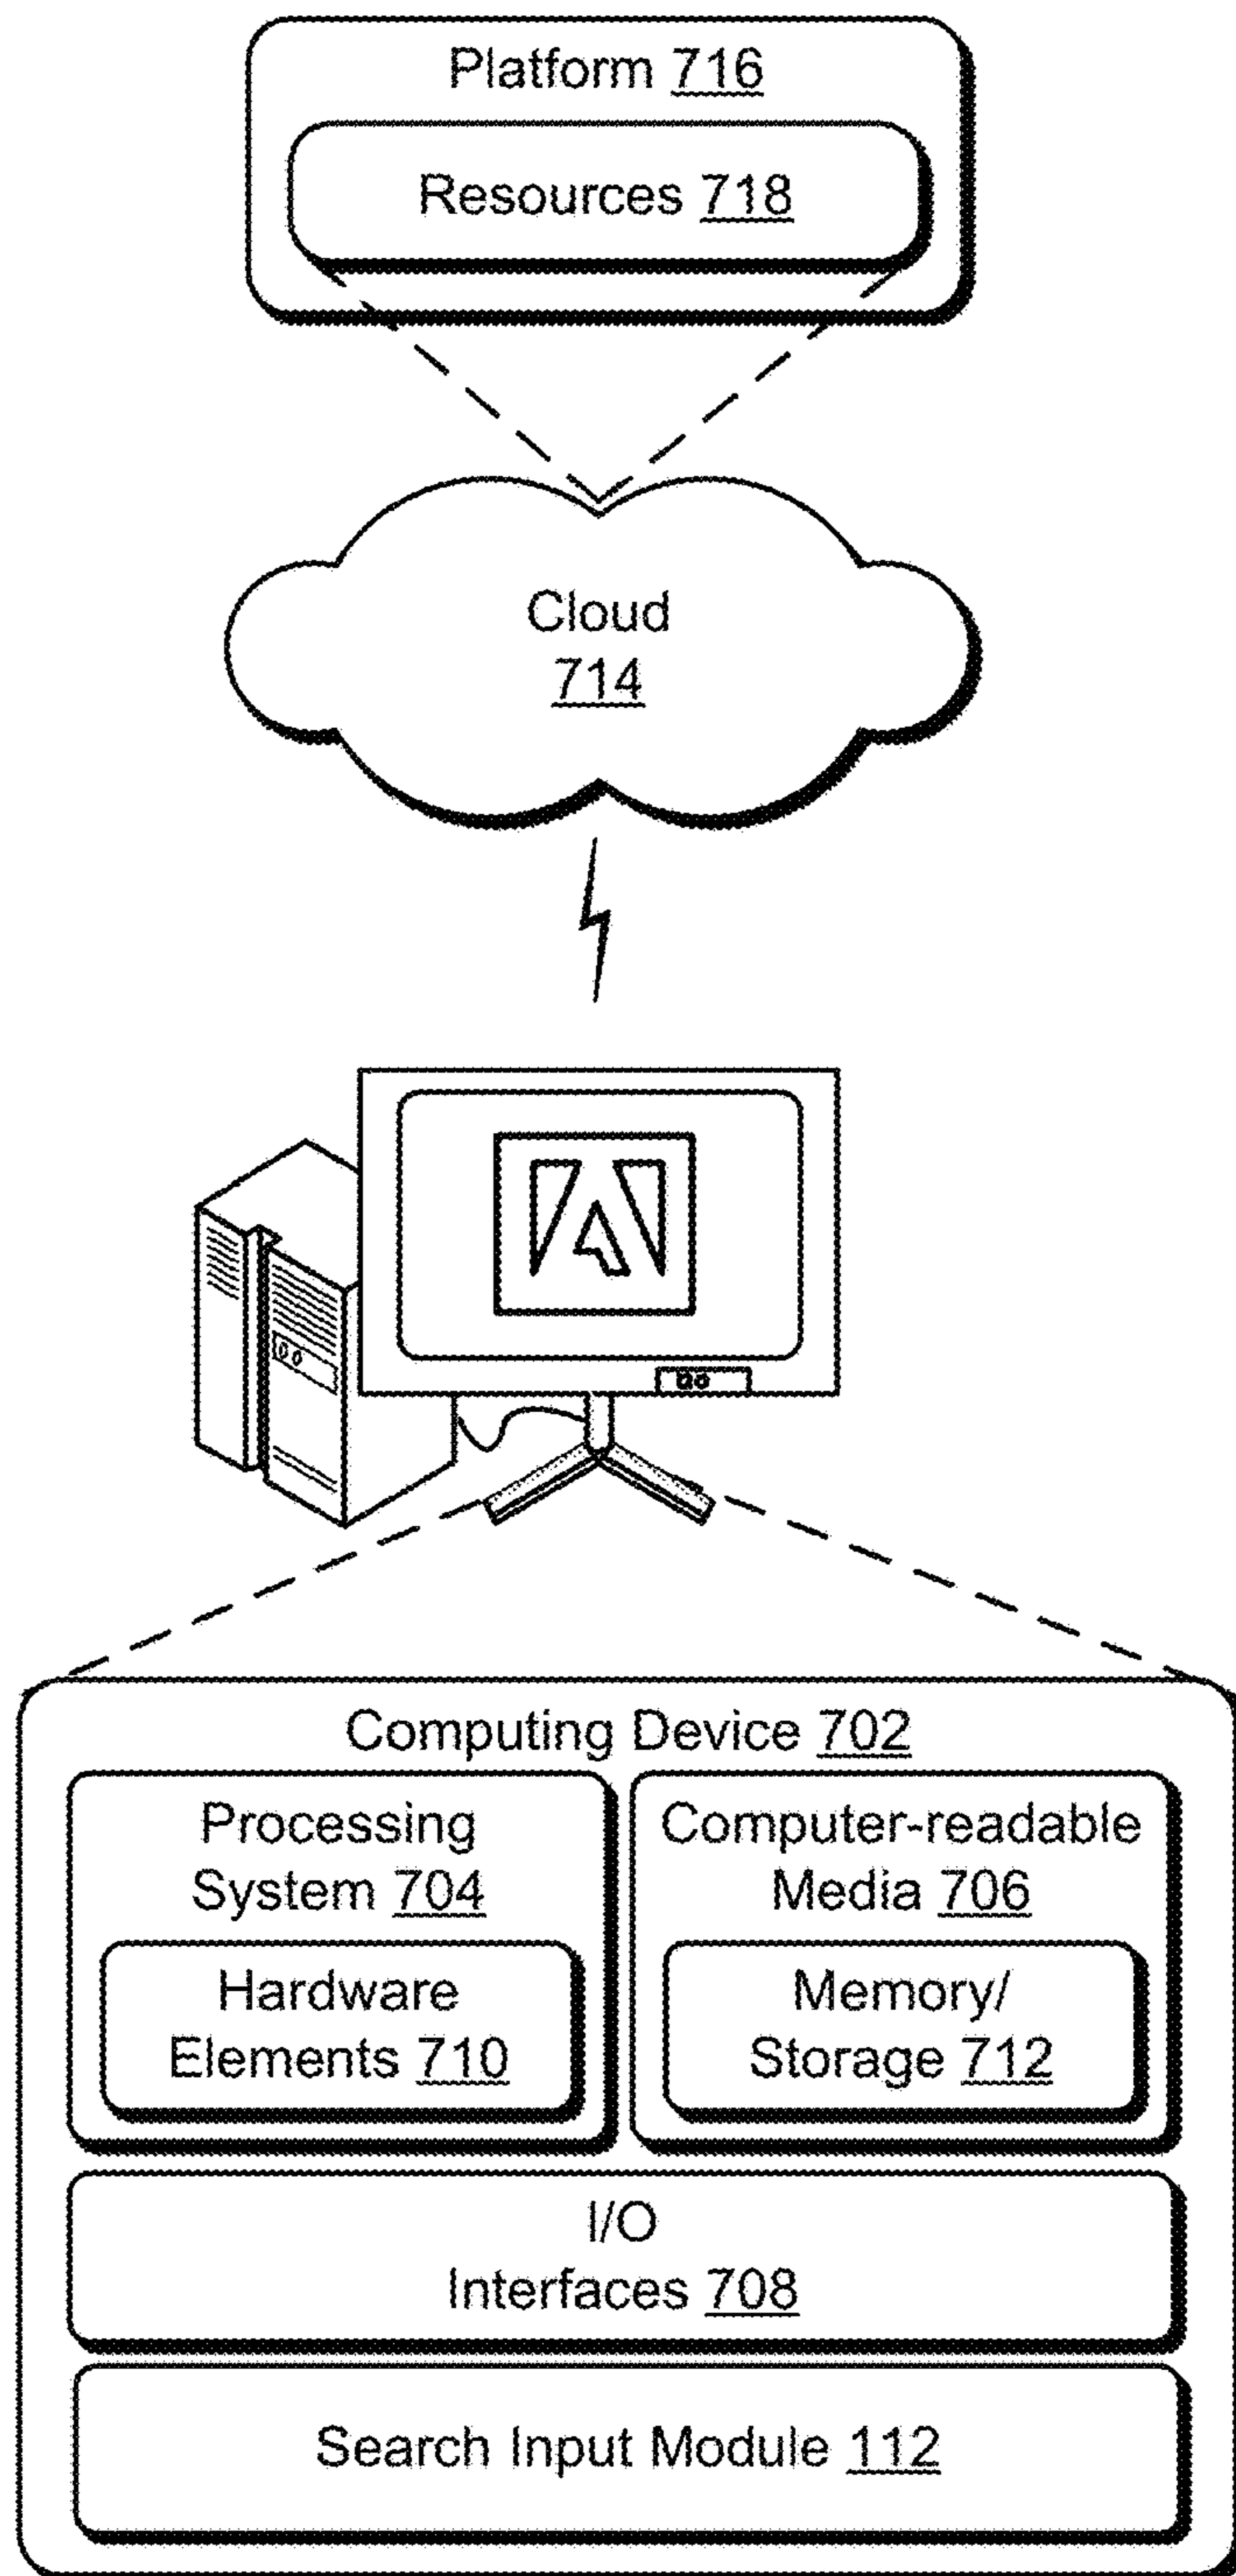 Platform 716
Resources 718
Cloud
714
Computing Device 702
Processing
System 704
Hardware
Elements 710
Computer-readable
Media 706
Memory/
Storage 712
I/O
Interfaces 708
Search Input Module 112